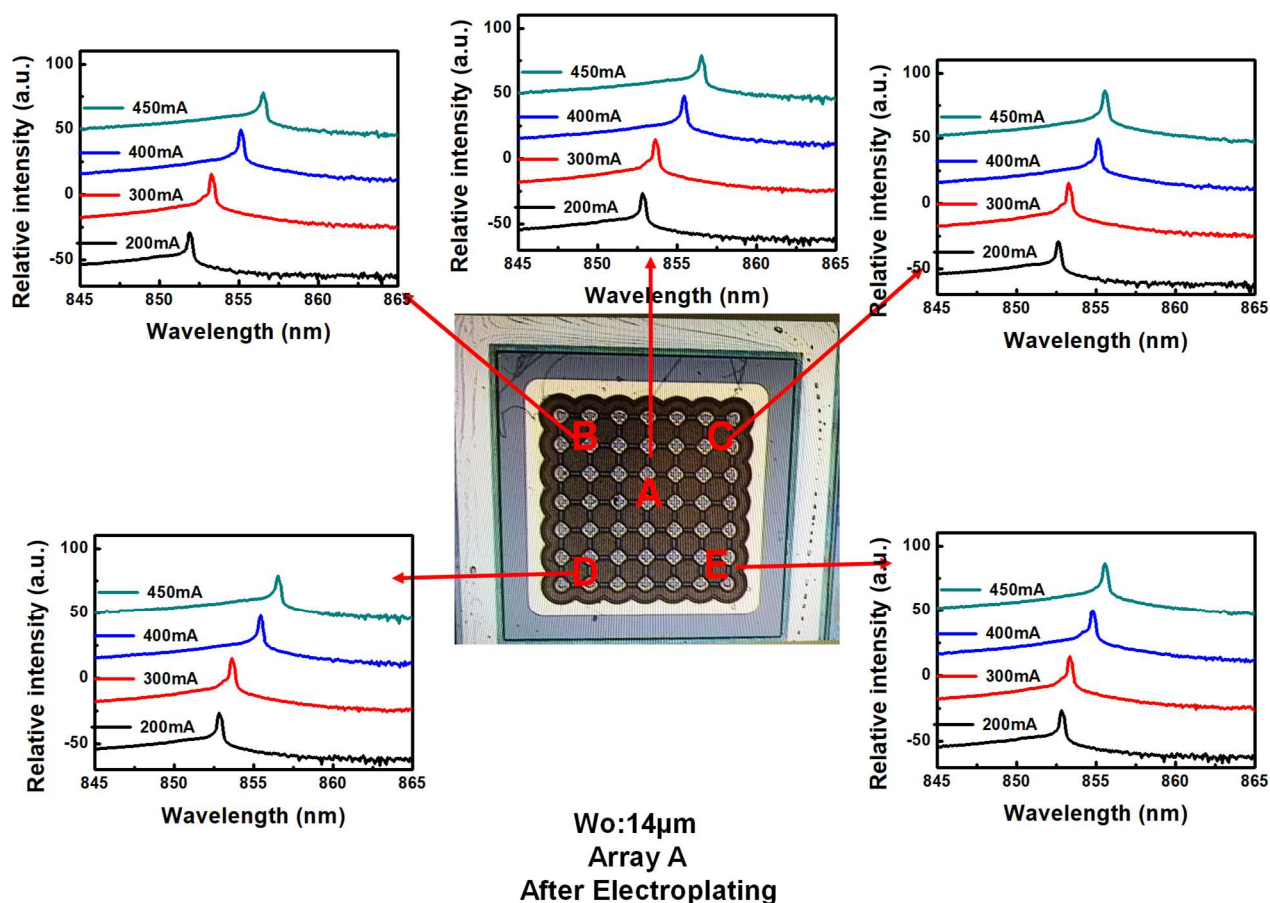 Relative intensity (a.u.)
100
50
0
-50
450mA
400mA
300mA
200mA
845 850 855 860 865
Wavelength (nm)
Relative intensity (a.u.)
100
50
0
-50
450mA
400mA
300mA
200mA
845 850 855 860 865
Wavelength (nm)
Relative intensity (a.u.)
100
50
0
-50
450mA
400mA
300mA
200mA
845 850 855 860 865
Wavelength (nm)
B
C
A
D
E
Relative intensity (a.u.)
100
50
0
-50
450mA
400mA
300mA
200mA
845 850 855 860 865
Wavelength (nm)
Relative intensity (a.u.)
100
50
0
-50
450mA
400mA
300mA
200mA
845 850 855 860 865
Wavelength (nm)
Wo:14μm
Array A
After Electroplating